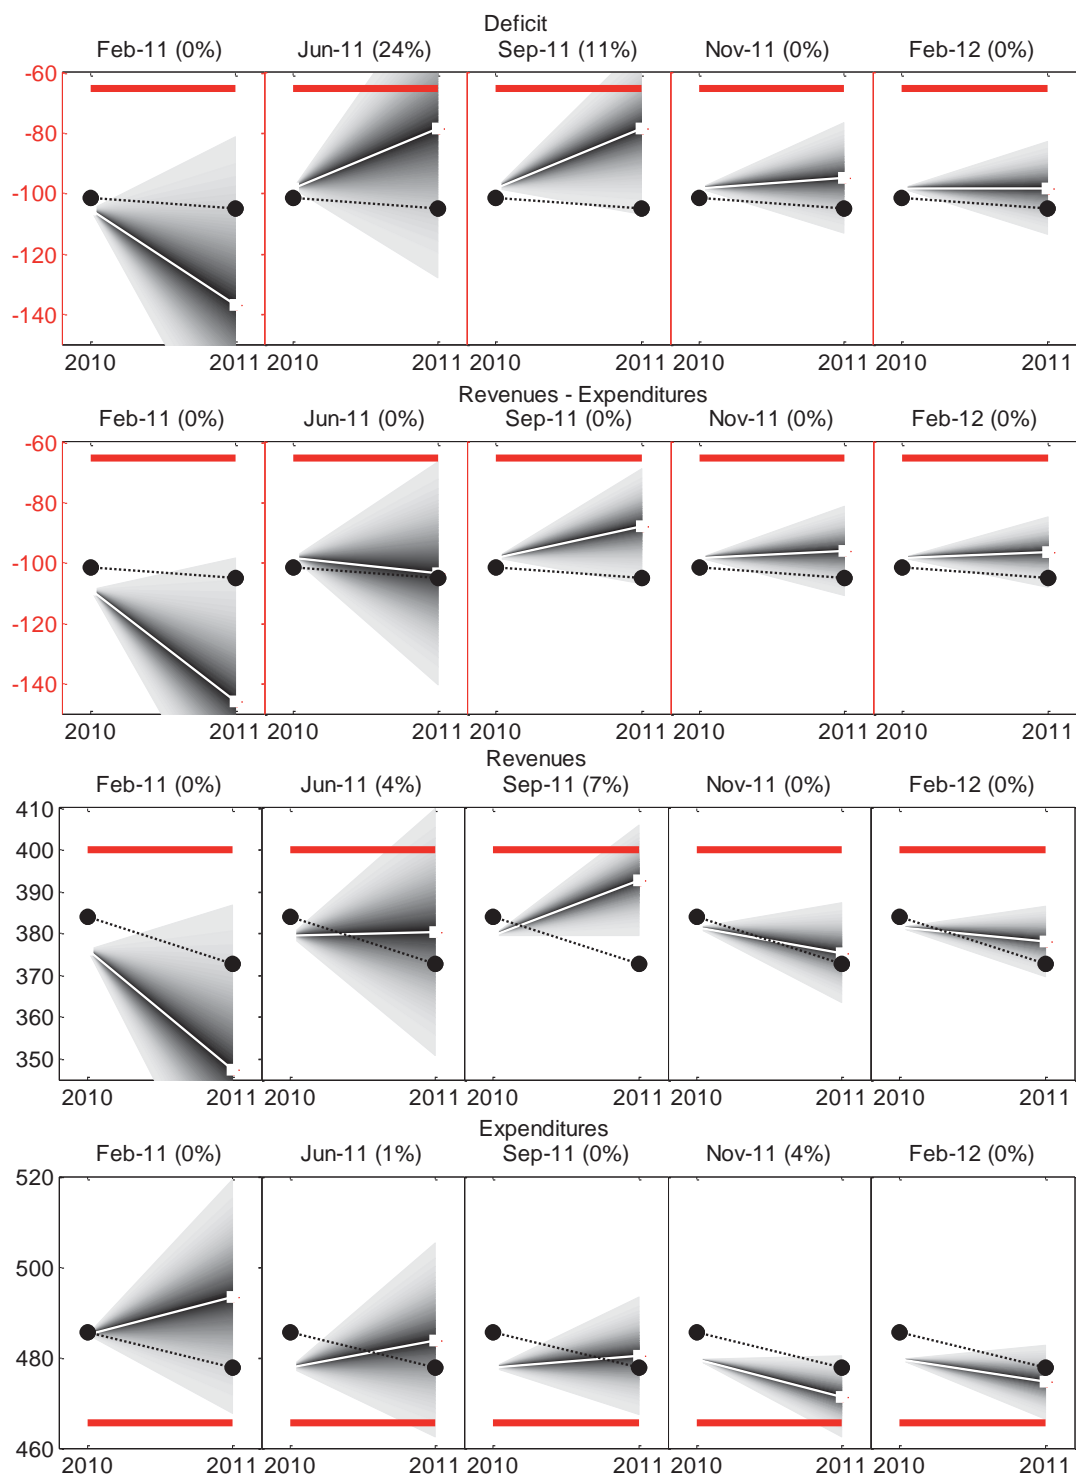 Deficit
Feb-11 (0%) Jun-11 (24%) Sep-11 (11%) Nov-11 (0%) Feb-12 (0%)
-60
-80
-100
-120
-140
2010 2011 2010 2011 2010 2011 2010 2011 2010 2011
Revenues - Expenditures
Feb-11 (0%) Jun-11 (0%) Sep-11 (0%) Nov-11 (0%) Feb-12 (0%)
-60
-80
-100
-120
-140
2010 2011 2010 2011 2010 2011 2010 2011 2010 2011
Revenues
Feb-11 (0%) Jun-11 (4%) Sep-11 (7%) Nov-11 (0%) Feb-12 (0%)
410
400
390
380
370
360
350
2010 2011 2010 2011 2010 2011 2010 2011 2010 2011
Expenditures
Feb-11 (0%) Jun-11 (1%) Sep-11 (0%) Nov-11 (4%) Feb-12 (0%)
520
500
480
460
2010 2011 2010 2011 2010 2011 2010 2011 2010 2011